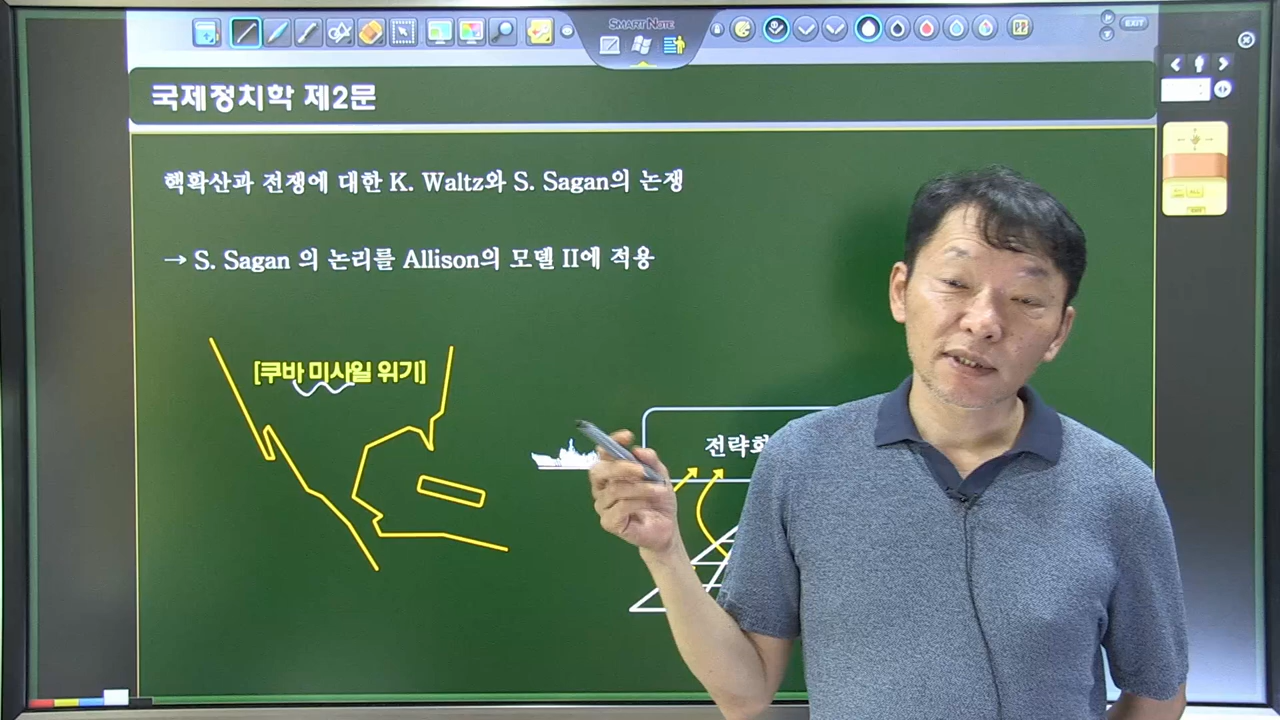 SMART NOTE
EXIT
국제정치학 제2문
핵확산과 전쟁에 대한 K. Waltz와 S. Sagan의 논쟁
→ S. Sagan 의 논리를 Allison의 모델 II에 적용
[쿠바 미사일 위기]
전략